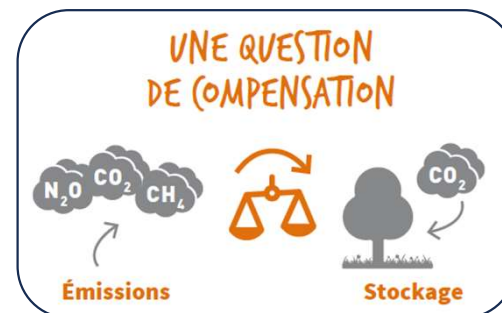 UNE QUESTION
DE COMPENSATION
N₂O CO₂ CH₄
CO₂
Émissions
Stockage